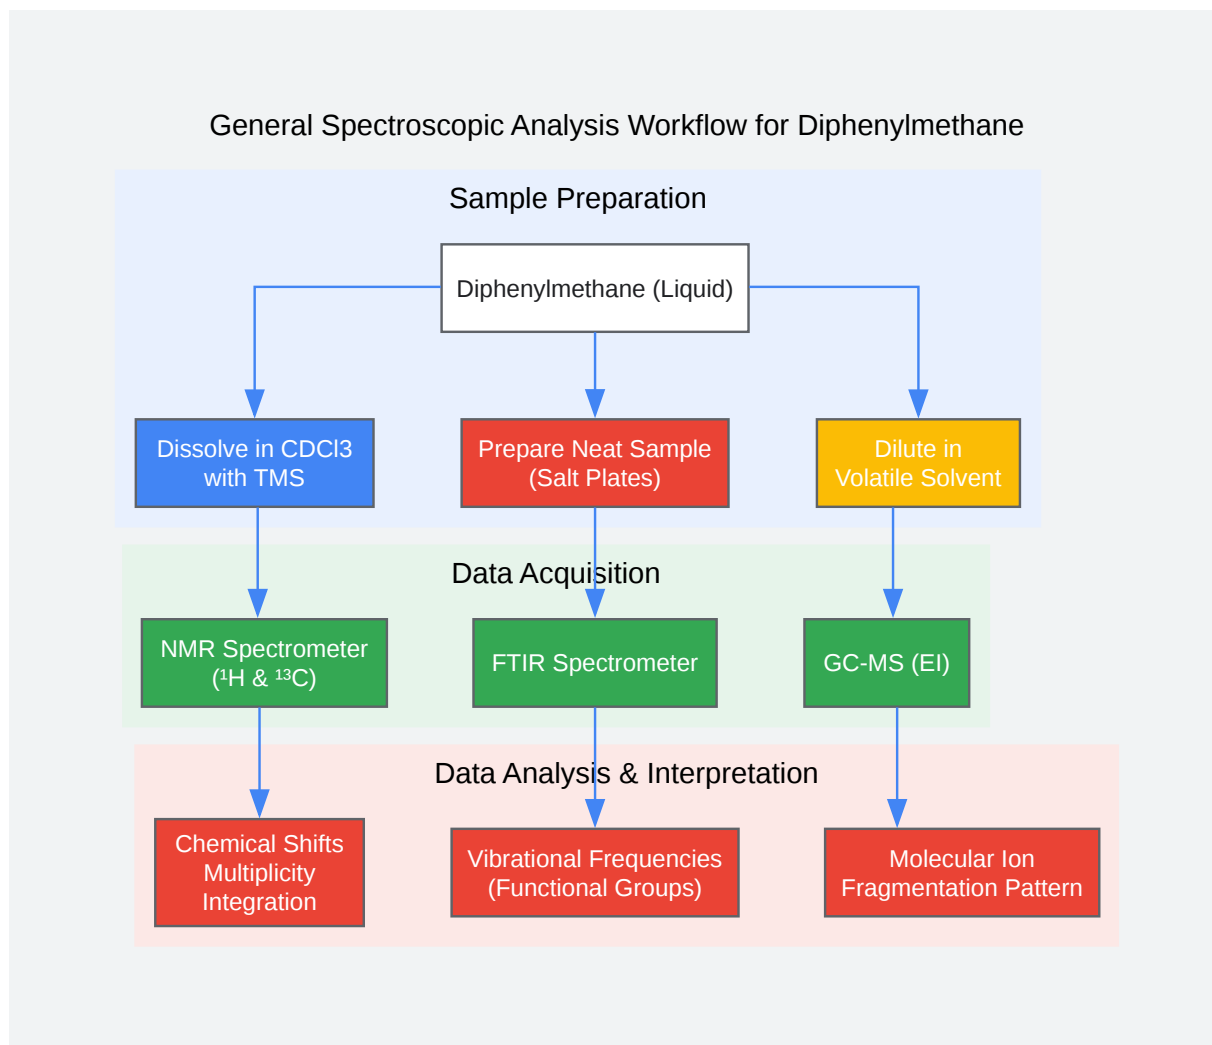 General Spectroscopic Analysis Workflow for Diphenylmethane
Sample Preparation
Diphenylmethane (Liquid)
Dissolve in CDCl3
with TMS
Prepare Neat Sample
(Salt Plates)
Dilute in
Volatile Solvent
Data Acquisition
NMR Spectrometer
(¹H & ¹³C)
FTIR Spectrometer
GC-MS (EI)
Data Analysis & Interpretation
Chemical Shifts
Multiplicity
Integration
Vibrational Frequencies
(Functional Groups)
Molecular Ion
Fragmentation Pattern